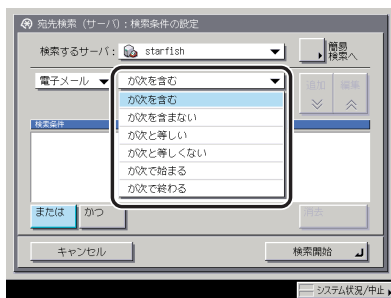 宛先検索（サーバ）：検索条件の設定
検索するサーバ： starfish
簡易
検索へ
電子メール
が次を含む
追加
編集
が次を含む
が次を含まない
が次と等しい
が次と等しくない
が次で始まる
が次で終わる
検索条件
または
かつ
消去
キャンセル
検索開始
システム状況/中止